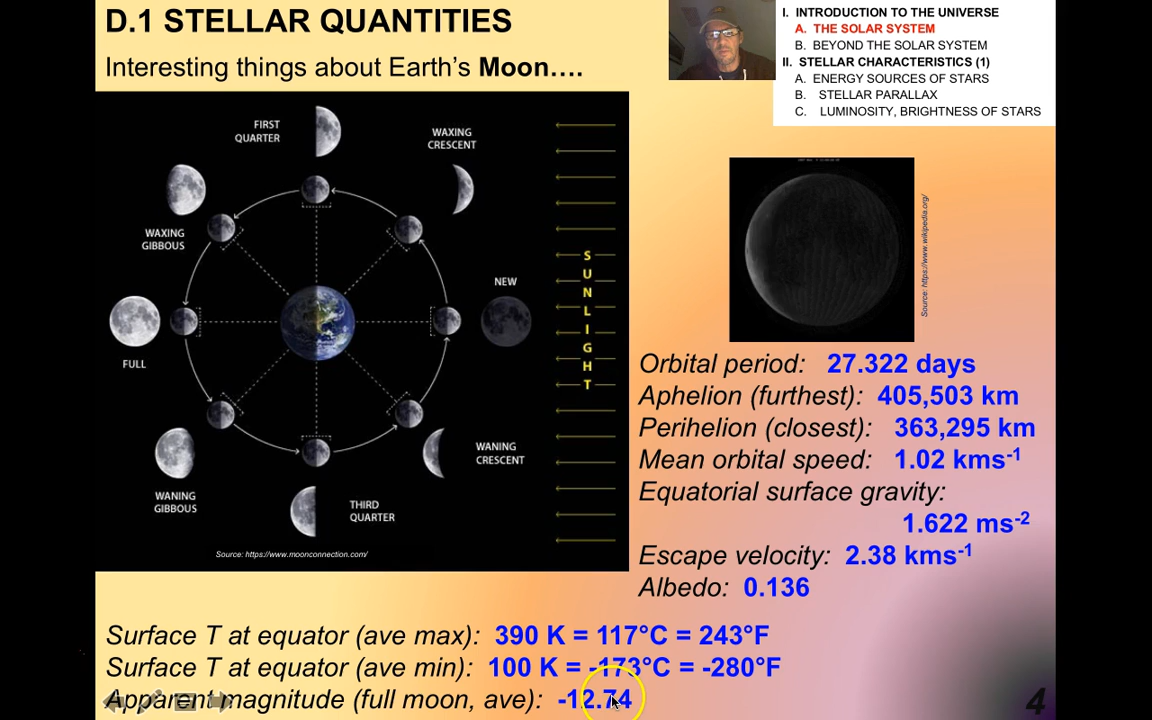 D.1 STELLAR QUANTITIES
Interesting things about Earth's Moon....
I. INTRODUCTION TO THE UNIVERSE
A. THE SOLAR SYSTEM
B. BEYOND THE SOLAR SYSTEM
II. STELLAR CHARACTERISTICS (1)
A. ENERGY SOURCES OF STARS
B. STELLAR PARALLAX
C. LUMINOSITY, BRIGHTNESS OF STARS
FIRST
QUARTER
WAXING
CRESCENT
WAXING
GIBBOUS
NEW
FULL
SUNLIGHT
WANING
CRESCENT
WANING
GIBBOUS
THIRD
QUARTER
Source: https://www.moonconnection.com/
Source: https://www.wikipedia.org/
Orbital period: 27.322 days
Aphelion (furthest): 405,503 km
Perihelion (closest): 363,295 km
Mean orbital speed: 1.02 kms⁻¹
Equatorial surface gravity:
1.622 ms⁻²
Escape velocity: 2.38 kms⁻¹
Albedo: 0.136
Surface T at equator (ave max): 390 K = 117°C = 243°F
Surface T at equator (ave min): 100 K = -173°C = -280°F
Apparent magnitude (full moon, ave): -12.74
4